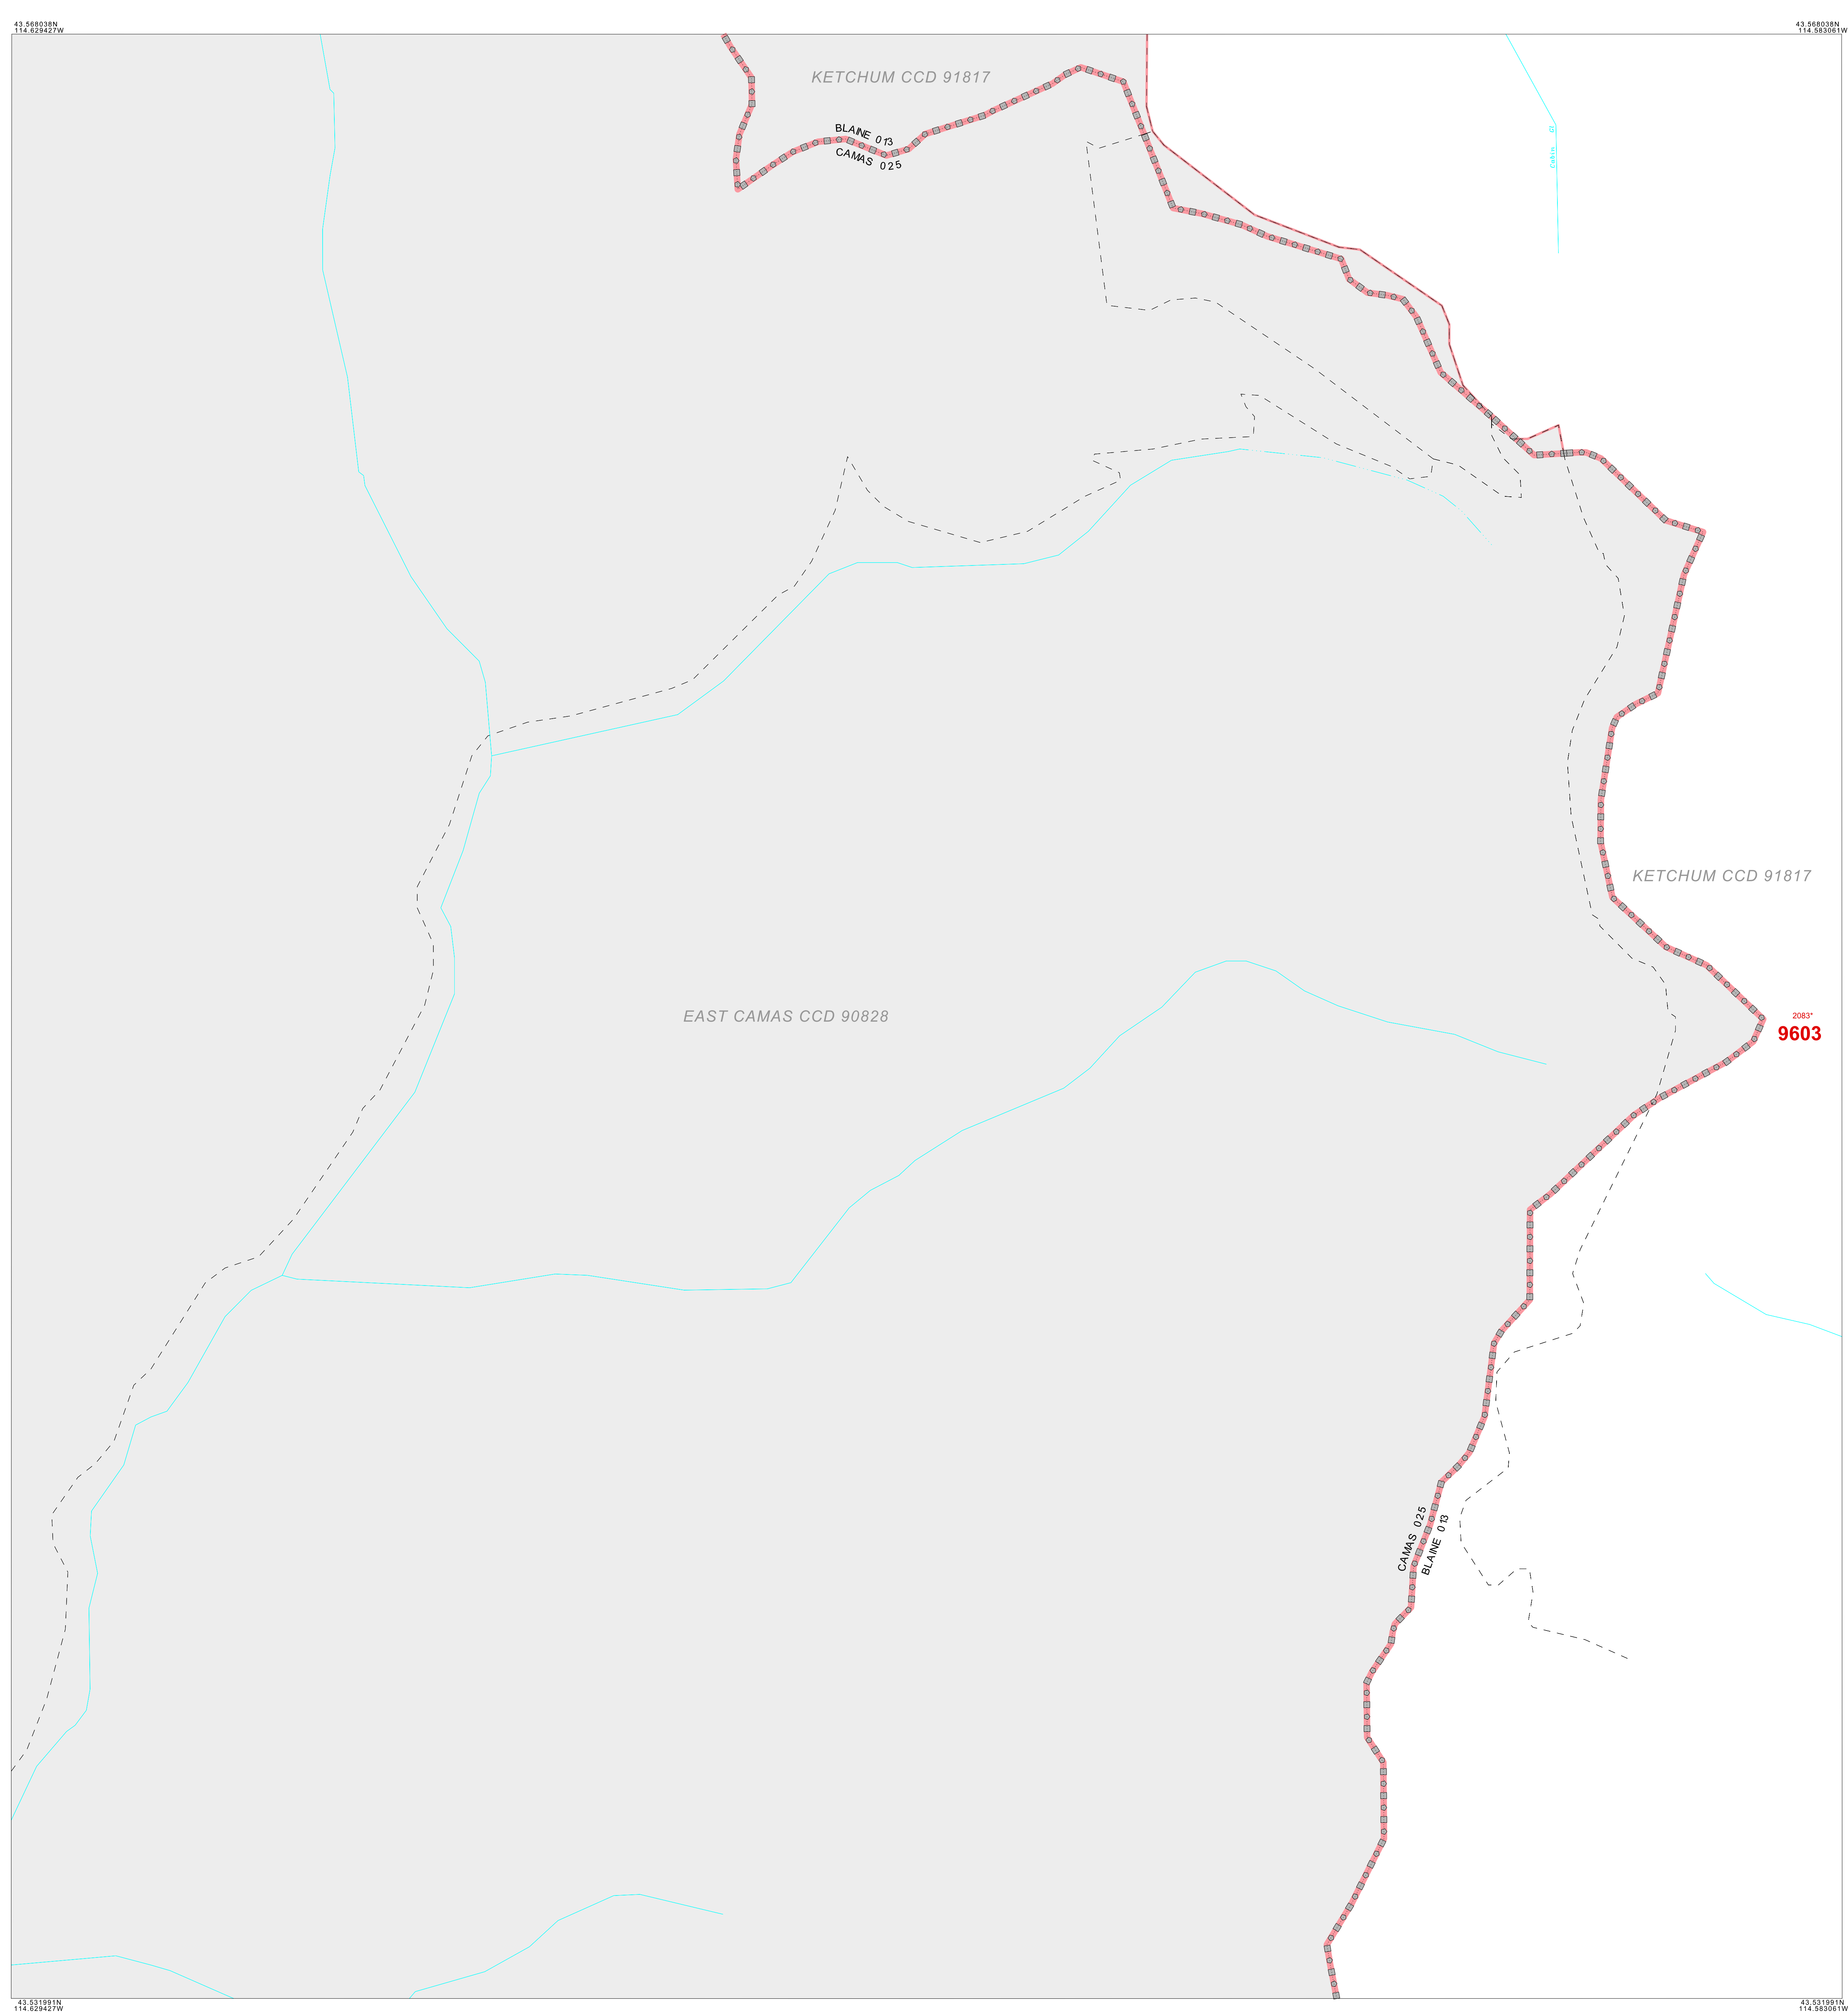 43.568038N
114.629427W
43.568038N
114.583061W
KETCHUM CCD 91817
BLAINE 013
CAMAS 025
KETCHUM CCD 91817
EAST CAMAS CCD 90828
2083*
9603
CAMAS 025
BLAINE 013
43.531991N
114.629427W
43.531991N
114.583061W